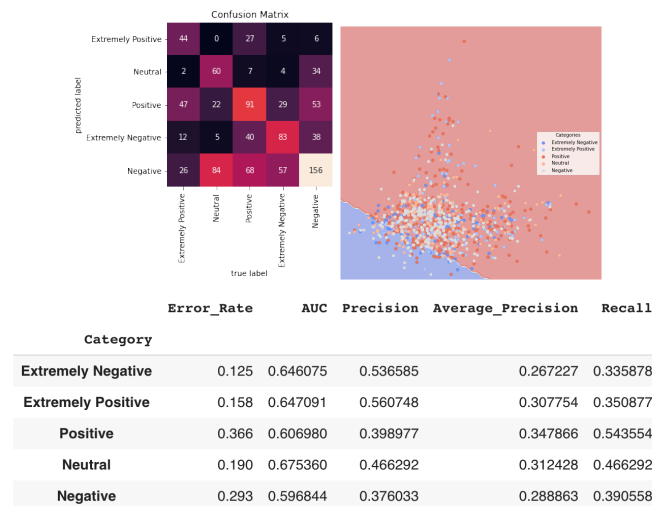 Confusion Matrix
predicted label
Extremely Positive 44 0 27 5 6
Neutral 2 60 7 4 34
Positive 47 22 91 29 53
Extremely Negative 12 5 40 83 38
Negative 26 84 68 57 156
Extremely Positive
Neutral
Positive
Extremely Negative
Negative
true label
Categories
Extremely Negative
Extremely Positive
Positive
Neutral
Negative
Error_Rate AUC Precision Average_Precision Recall
Category
Extremely Negative 0.125 0.646075 0.536585 0.267227 0.335878
Extremely Positive 0.158 0.647091 0.560748 0.307754 0.350877
Positive 0.366 0.606980 0.398977 0.347866 0.543554
Neutral 0.190 0.675360 0.466292 0.312428 0.466292
Negative 0.293 0.596844 0.376033 0.288863 0.390558